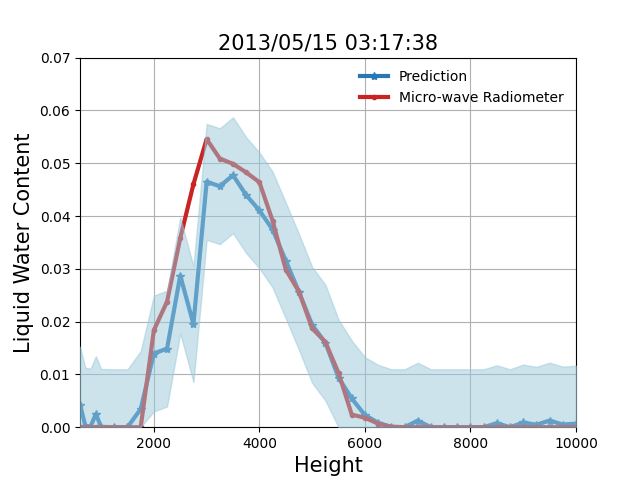 2013/05/15 03:17:38
Prediction
Micro-wave Radiometer
Liquid Water Content
0.07
0.06
0.05
0.04
0.03
0.02
0.01
0.00
2000 4000 6000 8000 10000
Height